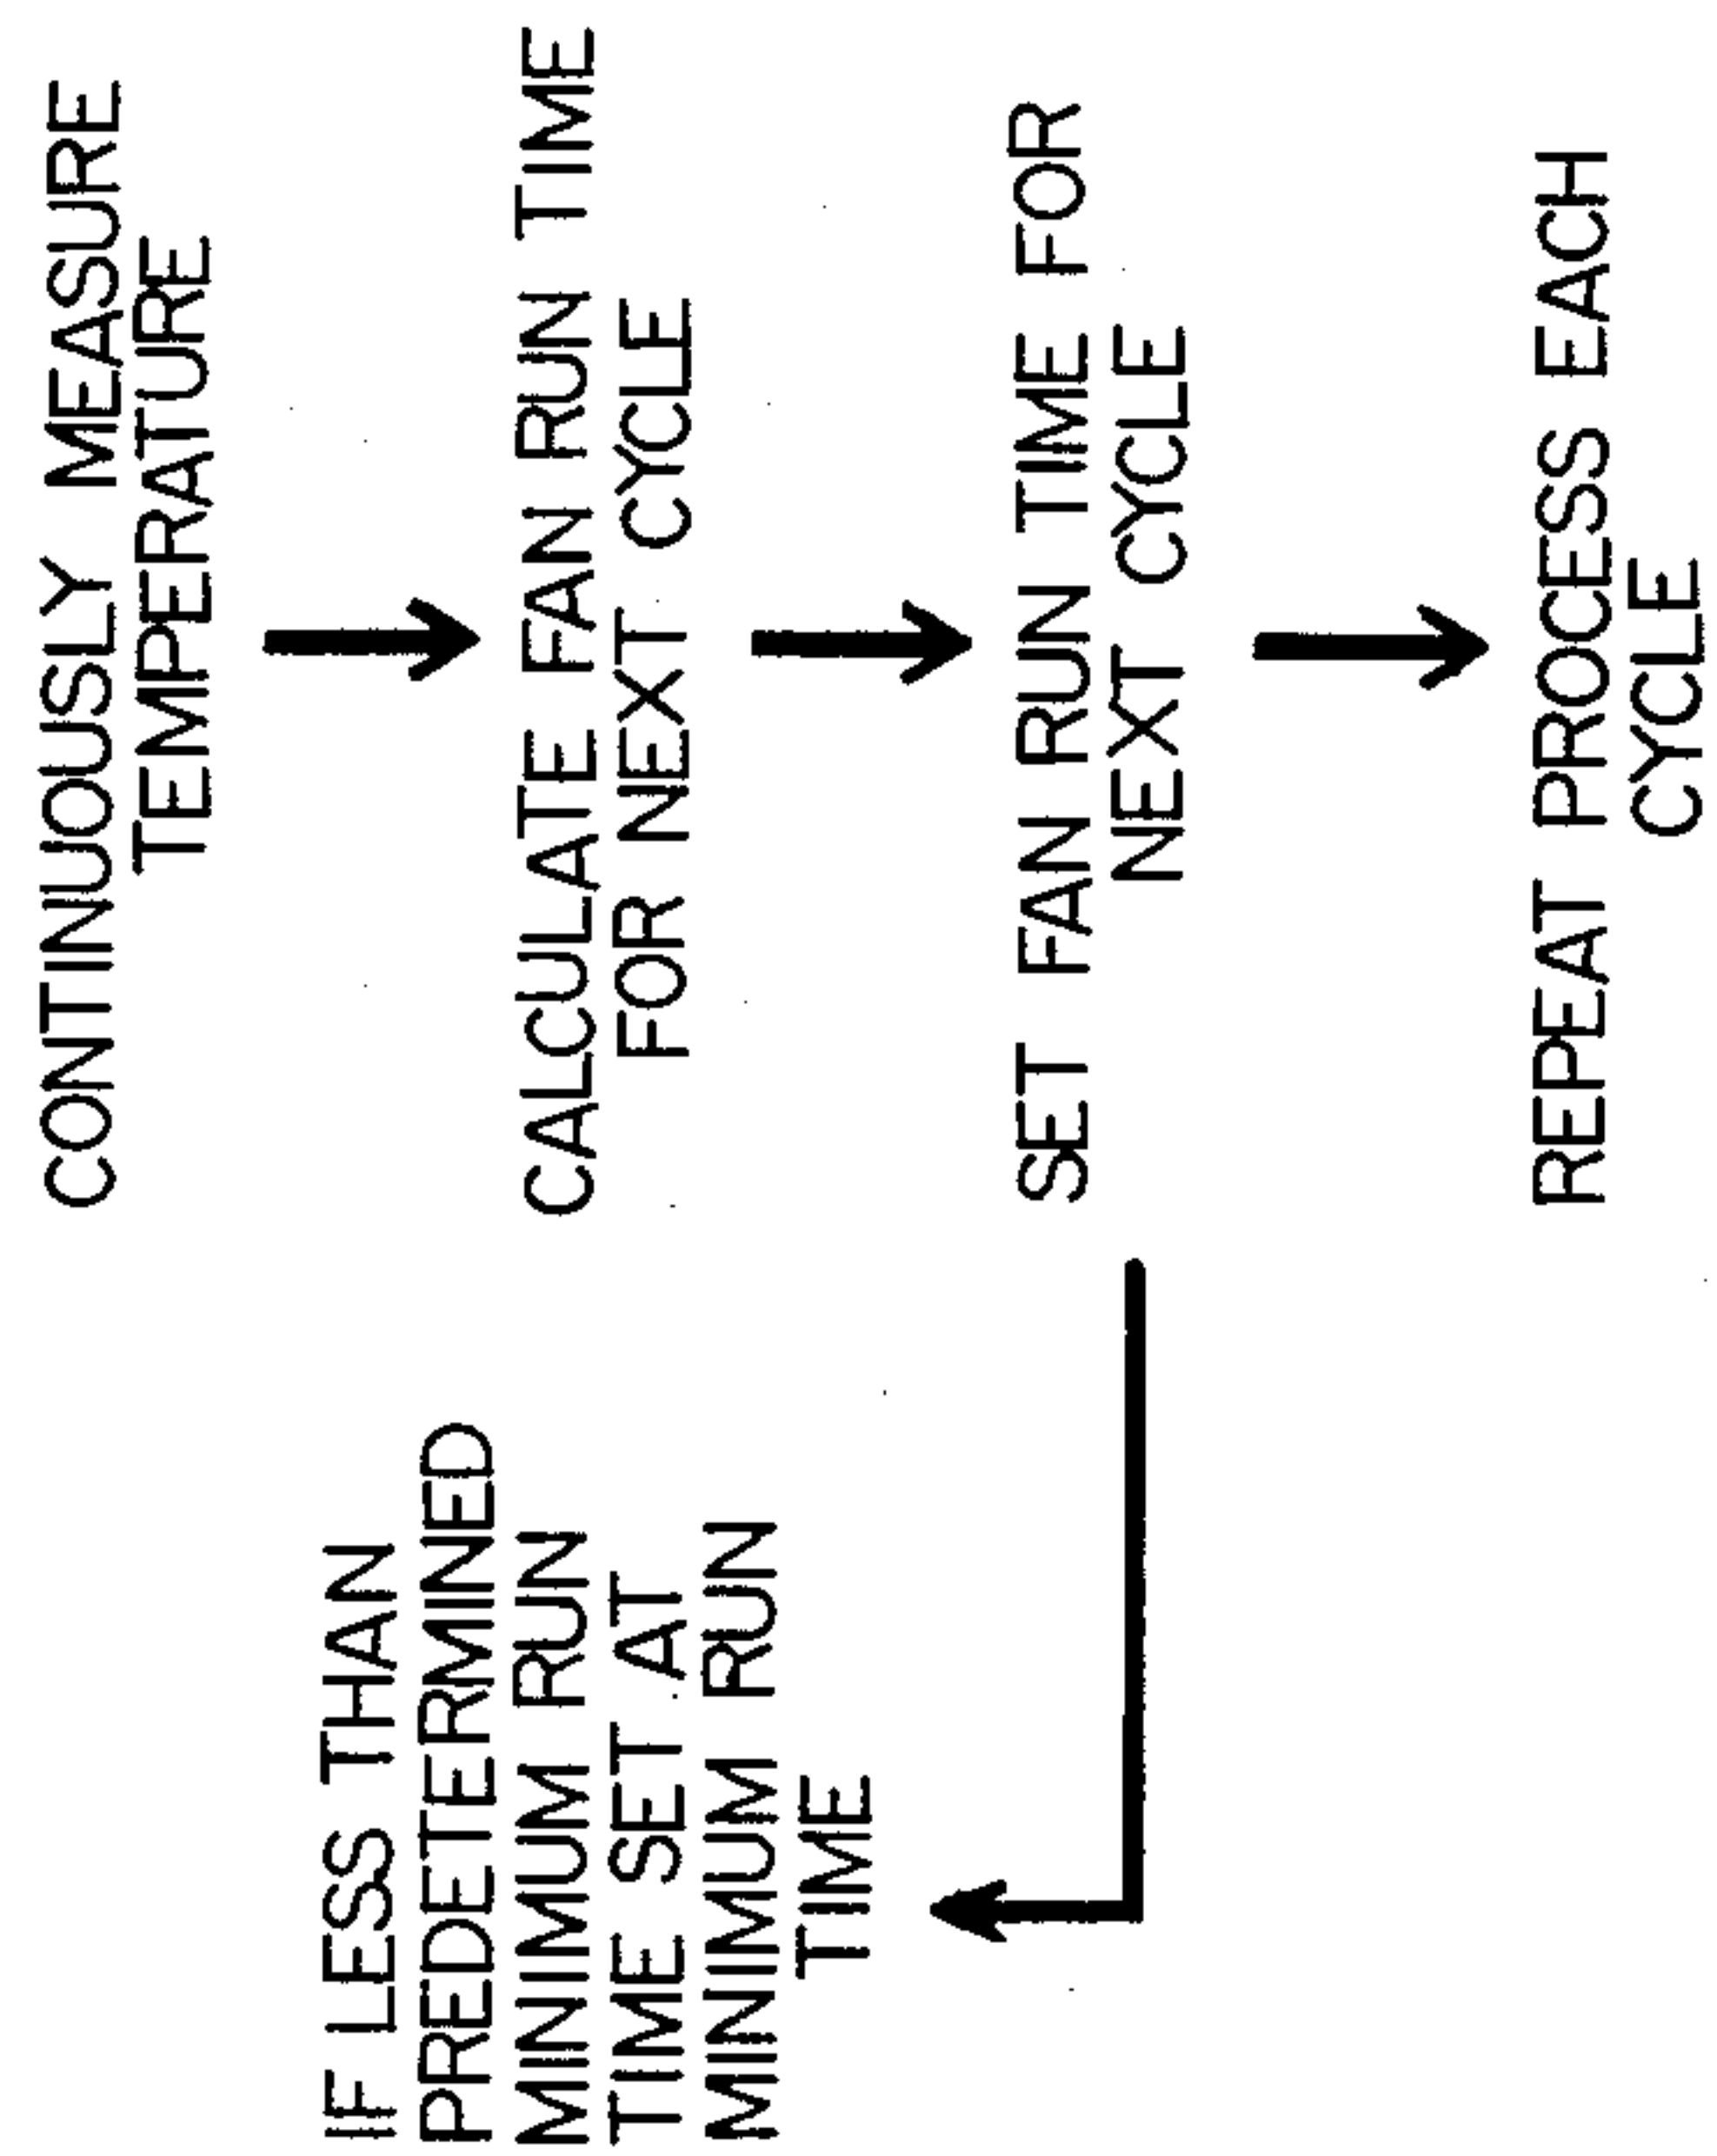 CONTINUOUSLY MEASURE
TEMPERATURE
CALCULATE FAN RUN TIME
FOR NEXT CYCLE
SET FAN RUN TIME FOR
NEXT CYCLE
REPEAT PROCESS EACH
CYCLE
IF LESS THAN
PREDETERMINED
MINIMUM RUN
TIME SET AT
MINIMUM RUN
TIME